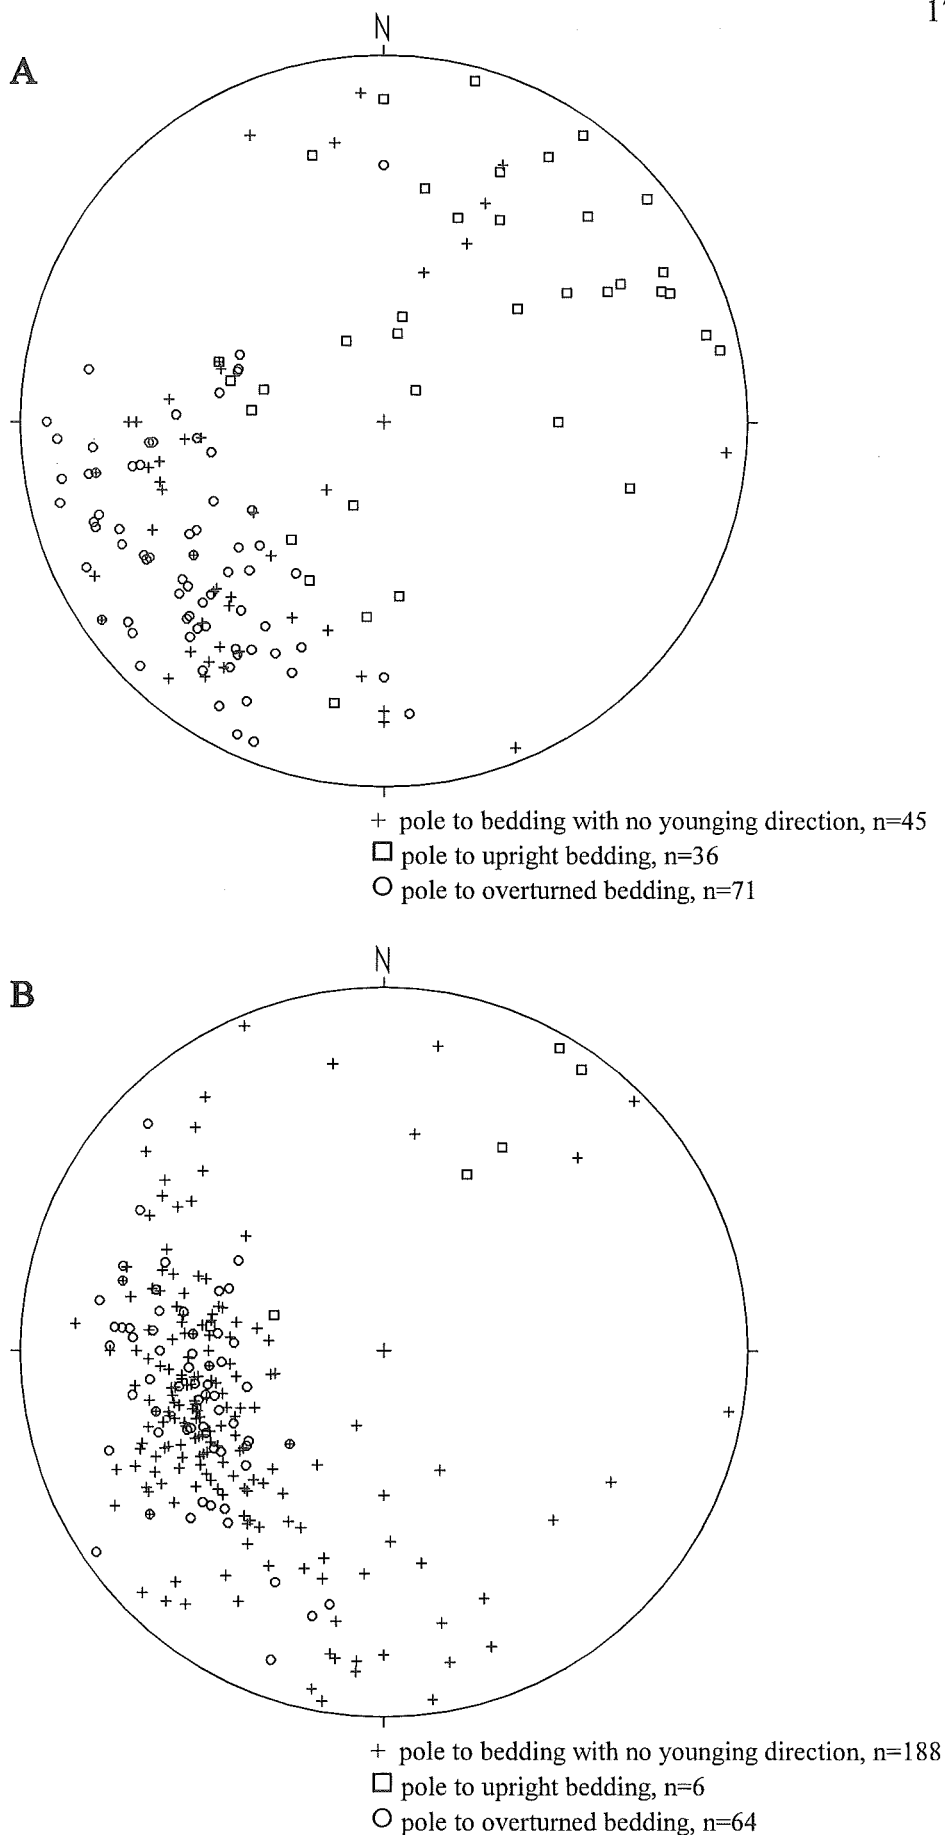 N
A
+ pole to bedding with no younging direction, n=45
□ pole to upright bedding, n=36
○ pole to overturned bedding, n=71
N
B
+ pole to bedding with no younging direction, n=188
□ pole to upright bedding, n=6
○ pole to overturned bedding, n=64